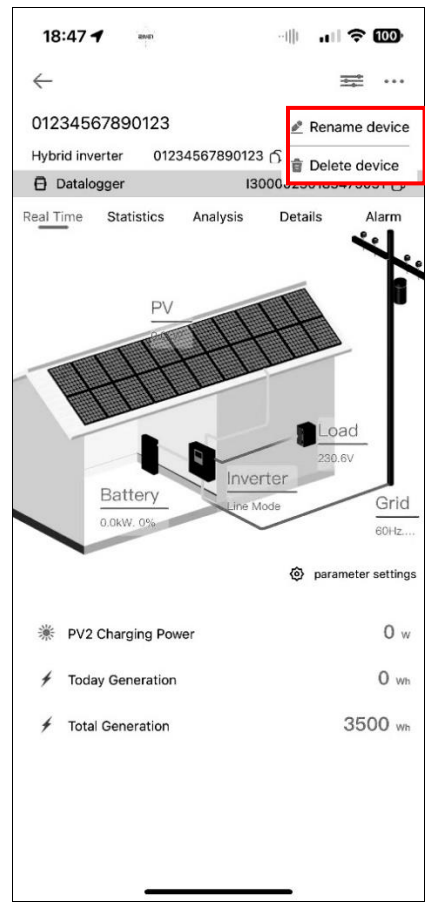 18:47
100
01234567890123
Rename device
Hybrid inverter 01234567890123
Delete device
Datalogger
Real Time Statistics Analysis Details Alarm
PV
Load
230.6V
Inverter
Line Mode
Battery
0.0kW. 0%
Grid
60Hz....
parameter settings
PV2 Charging Power 0 W
Today Generation 0 Wh
Total Generation 3500 Wh